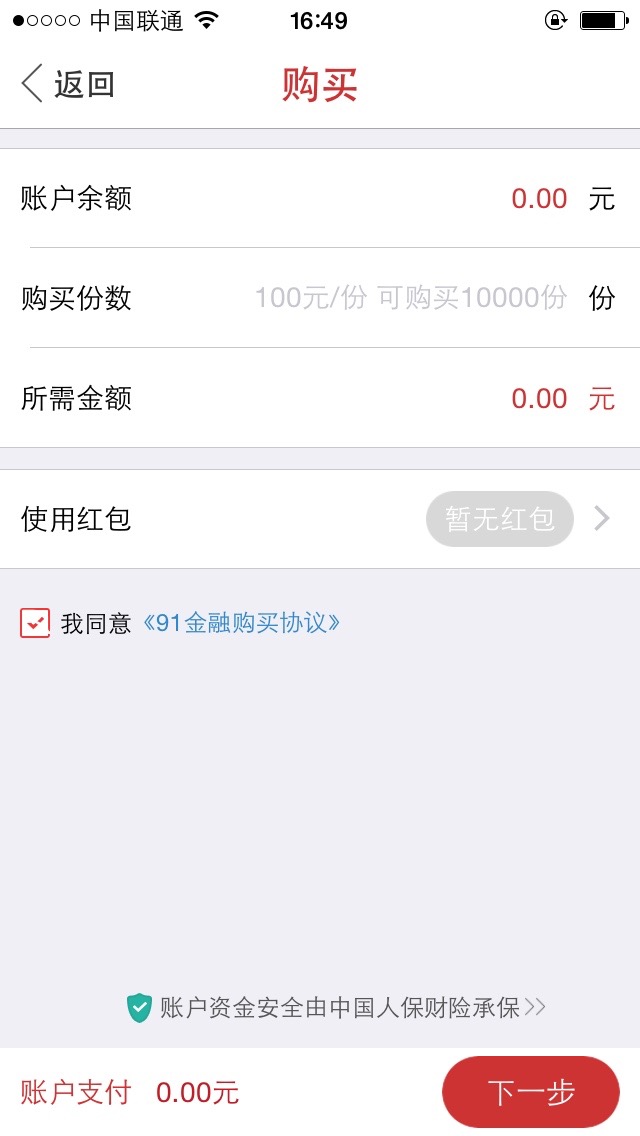 中国联通 16:49
返回 购买
账户余额 0.00 元
购买份数 100元/份 可购买10000份 份
所需金额 0.00 元
使用红包 暂无红包
我同意《91金融购买协议》
账户资金安全由中国人保财险承保>>
账户支付 0.00元 下一步